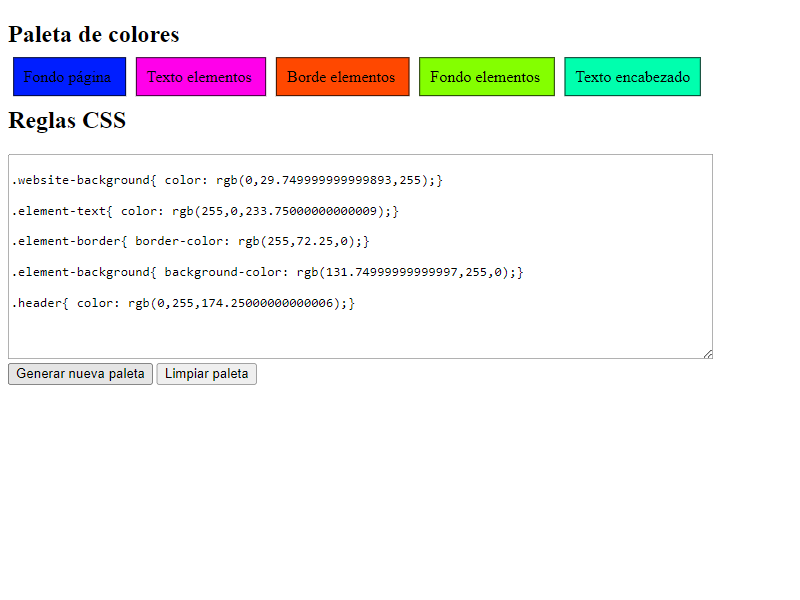 Paleta de colores
Fondo página Texto elementos Borde elementos Fondo elementos Texto encabezado
Reglas CSS
.website-background{ color: rgb(0,29.749999999999893,255);}
.element-text{ color: rgb(255,0,233.75000000000009);}
.element-border{ border-color: rgb(255,72.25,0);}
.element-background{ background-color: rgb(131.74999999999997,255,0);}
.header{ color: rgb(0,255,174.25000000000006);}
Generar nueva paleta Limpiar paleta